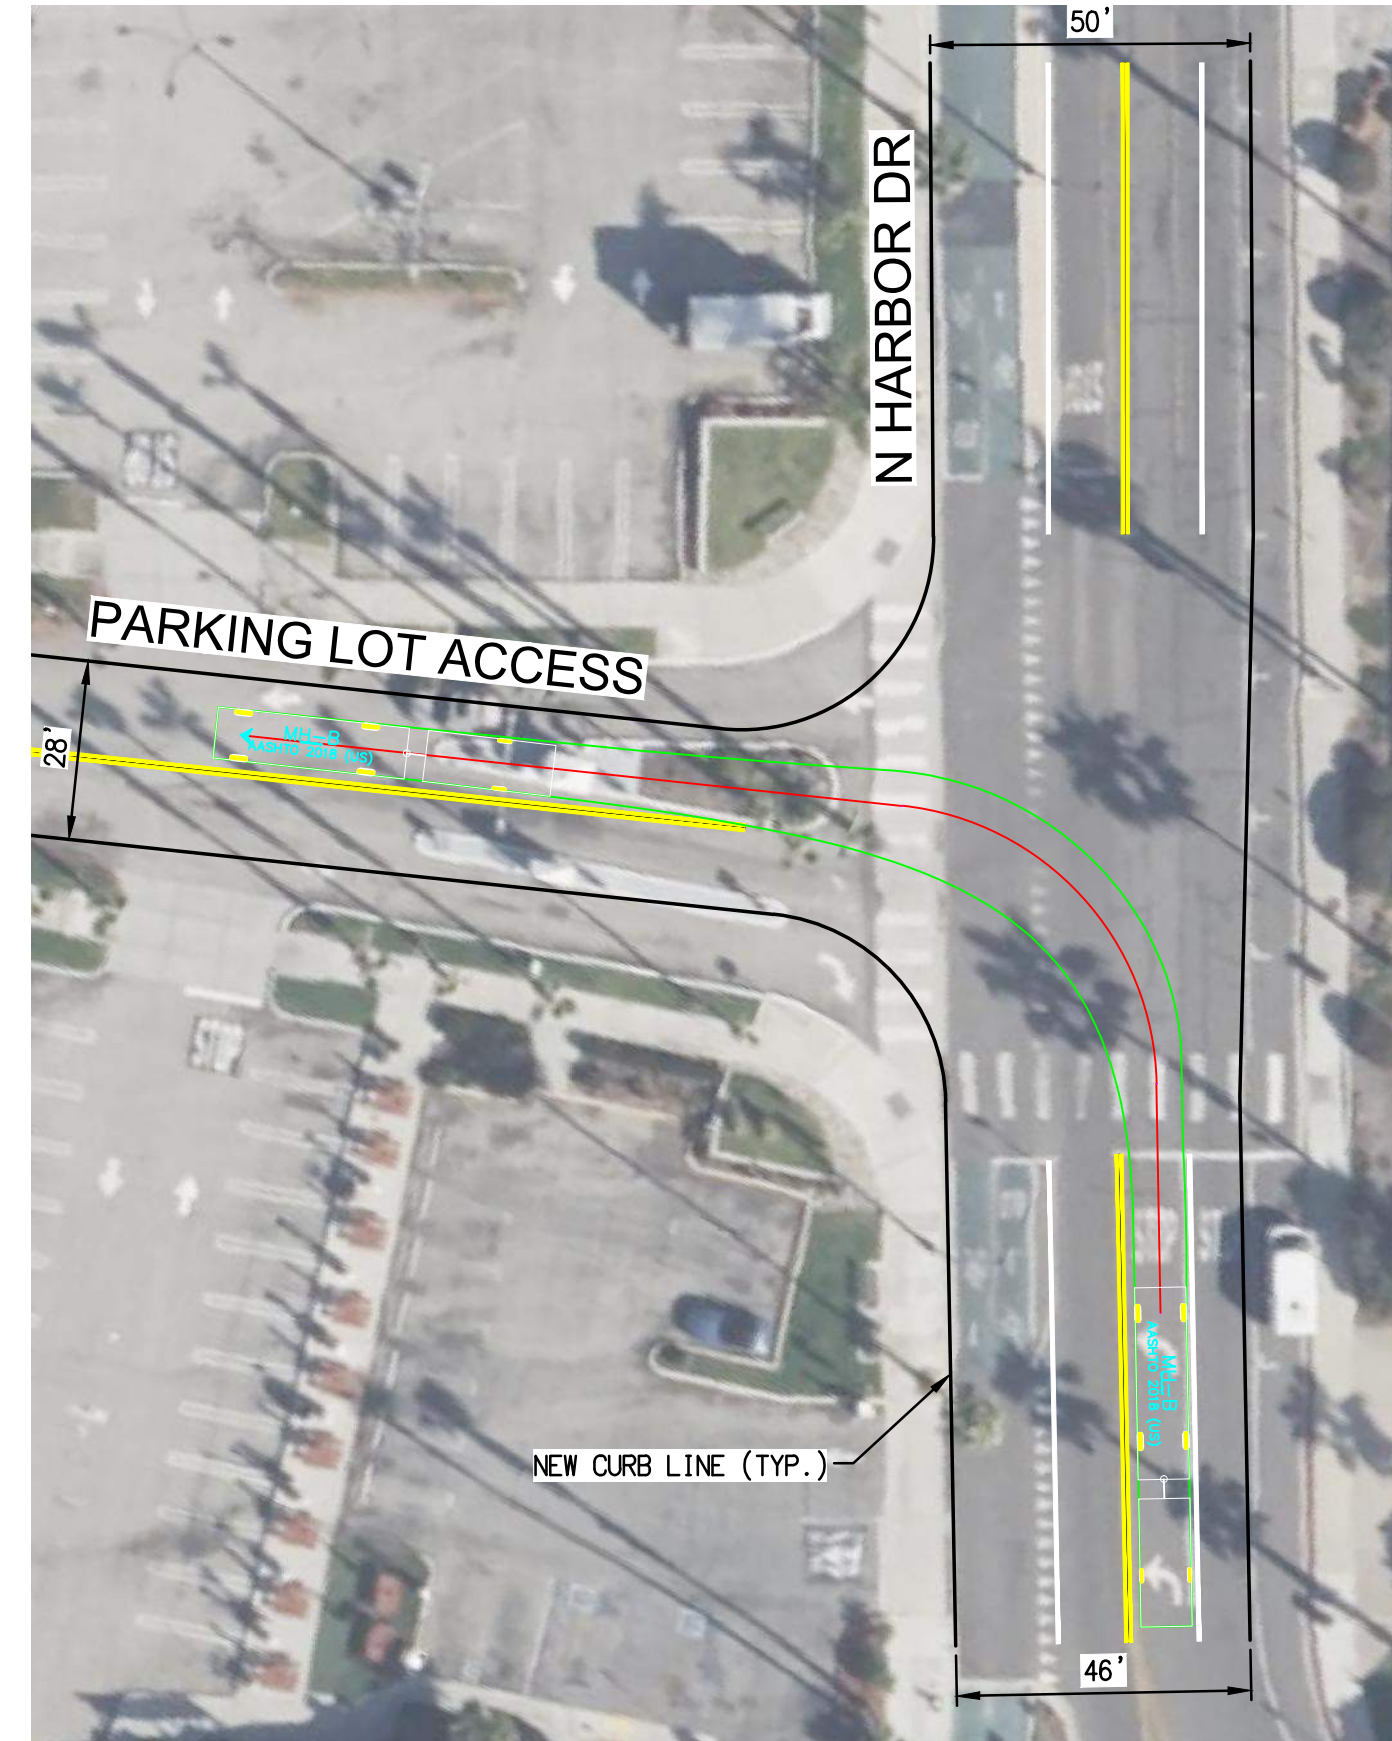 50'
N HARBOR DR
PARKING LOT ACCESS
28'
MH-B
AASHTO 2018 (US)
MH-B
AASHTO 2018 (US)
NEW CURB LINE (TYP.)
46'